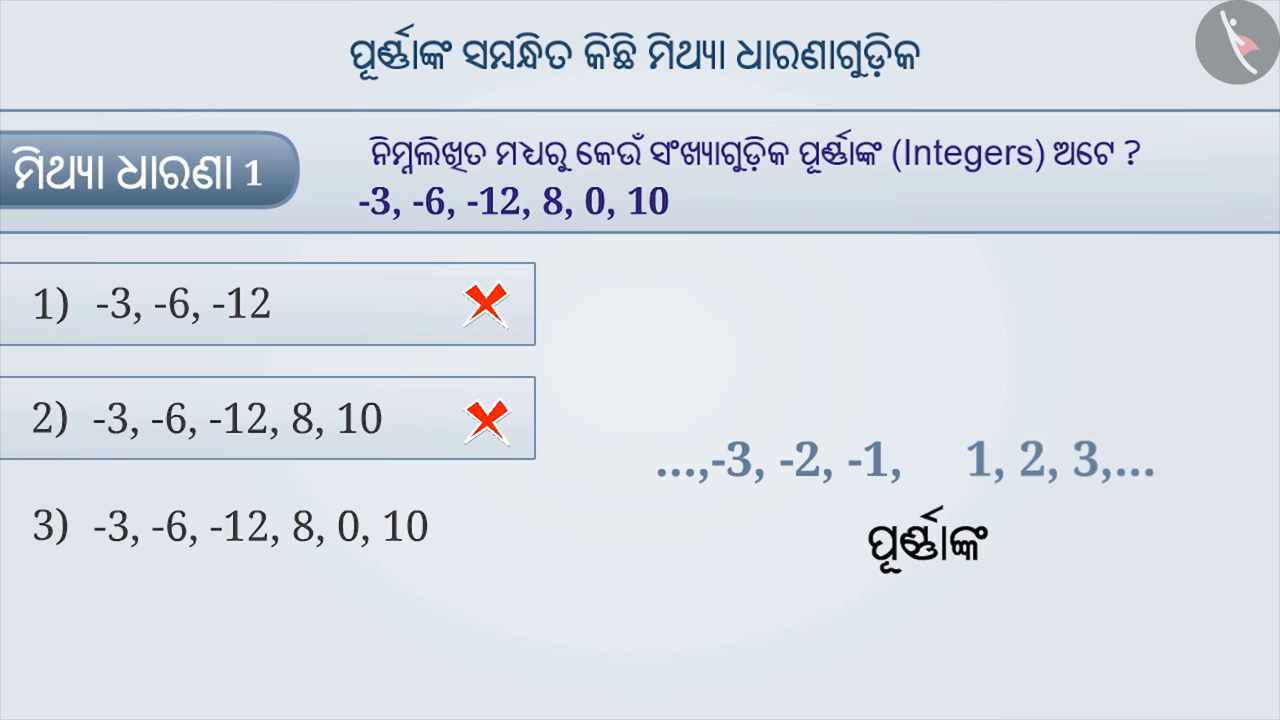 ପୂର୍ଣ୍ଣାଙ୍କ ସମ୍ବନ୍ଧିତ କିଛି ମିଥ୍ୟା ଧାରଣାଗୁଡ଼ିକ
ମିଥ୍ୟା ଧାରଣା 1
ନିମ୍ନଲିଖିତ ମଧ୍ୟରୁ କେଉଁ ସଂଖ୍ୟାଗୁଡ଼ିକ ପୂର୍ଣ୍ଣାଙ୍କ (Integers) ଅଟେ ?
-3, -6, -12, 8, 0, 10
1) -3, -6, -12
2) -3, -6, -12, 8, 10
...,-3, -2, -1, 1, 2, 3,...
3) -3, -6, -12, 8, 0, 10
ପୂର୍ଣ୍ଣାଙ୍କ